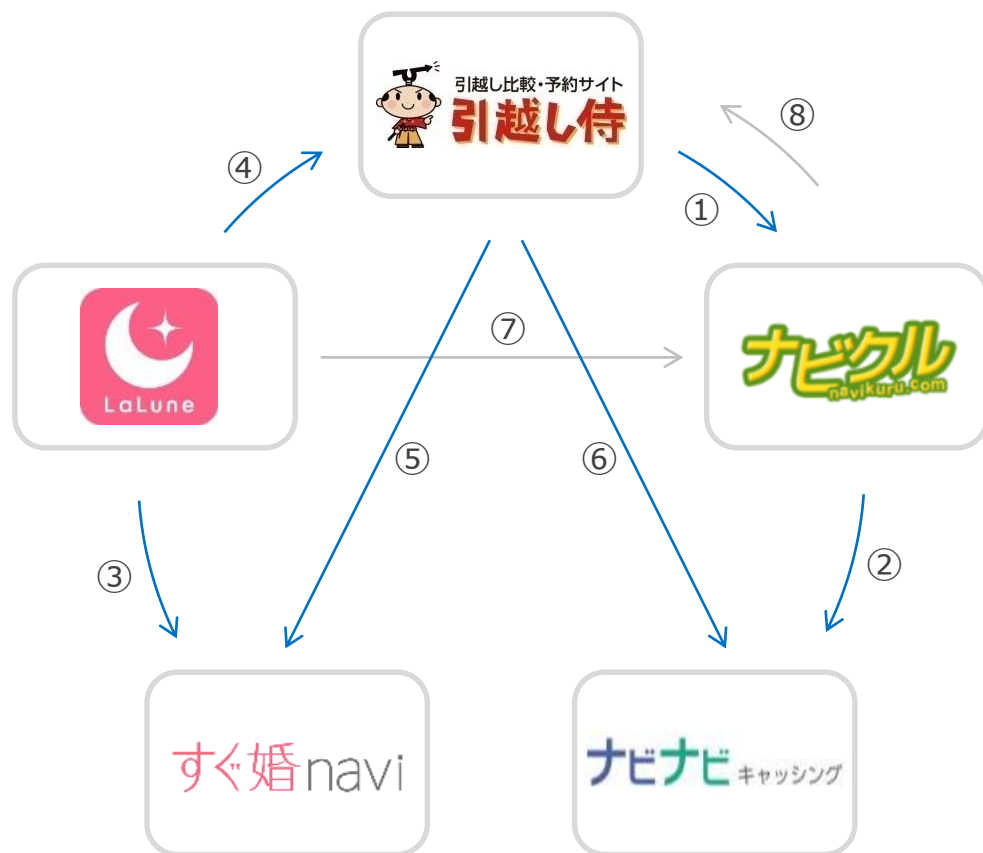 引越し比較・予約サイト
引越し侍
⑧
④
①
LaLune
⑦
ナビクル
navikuru.com
⑤
⑥
③
②
すぐ婚navi
ナビナビキャッシング